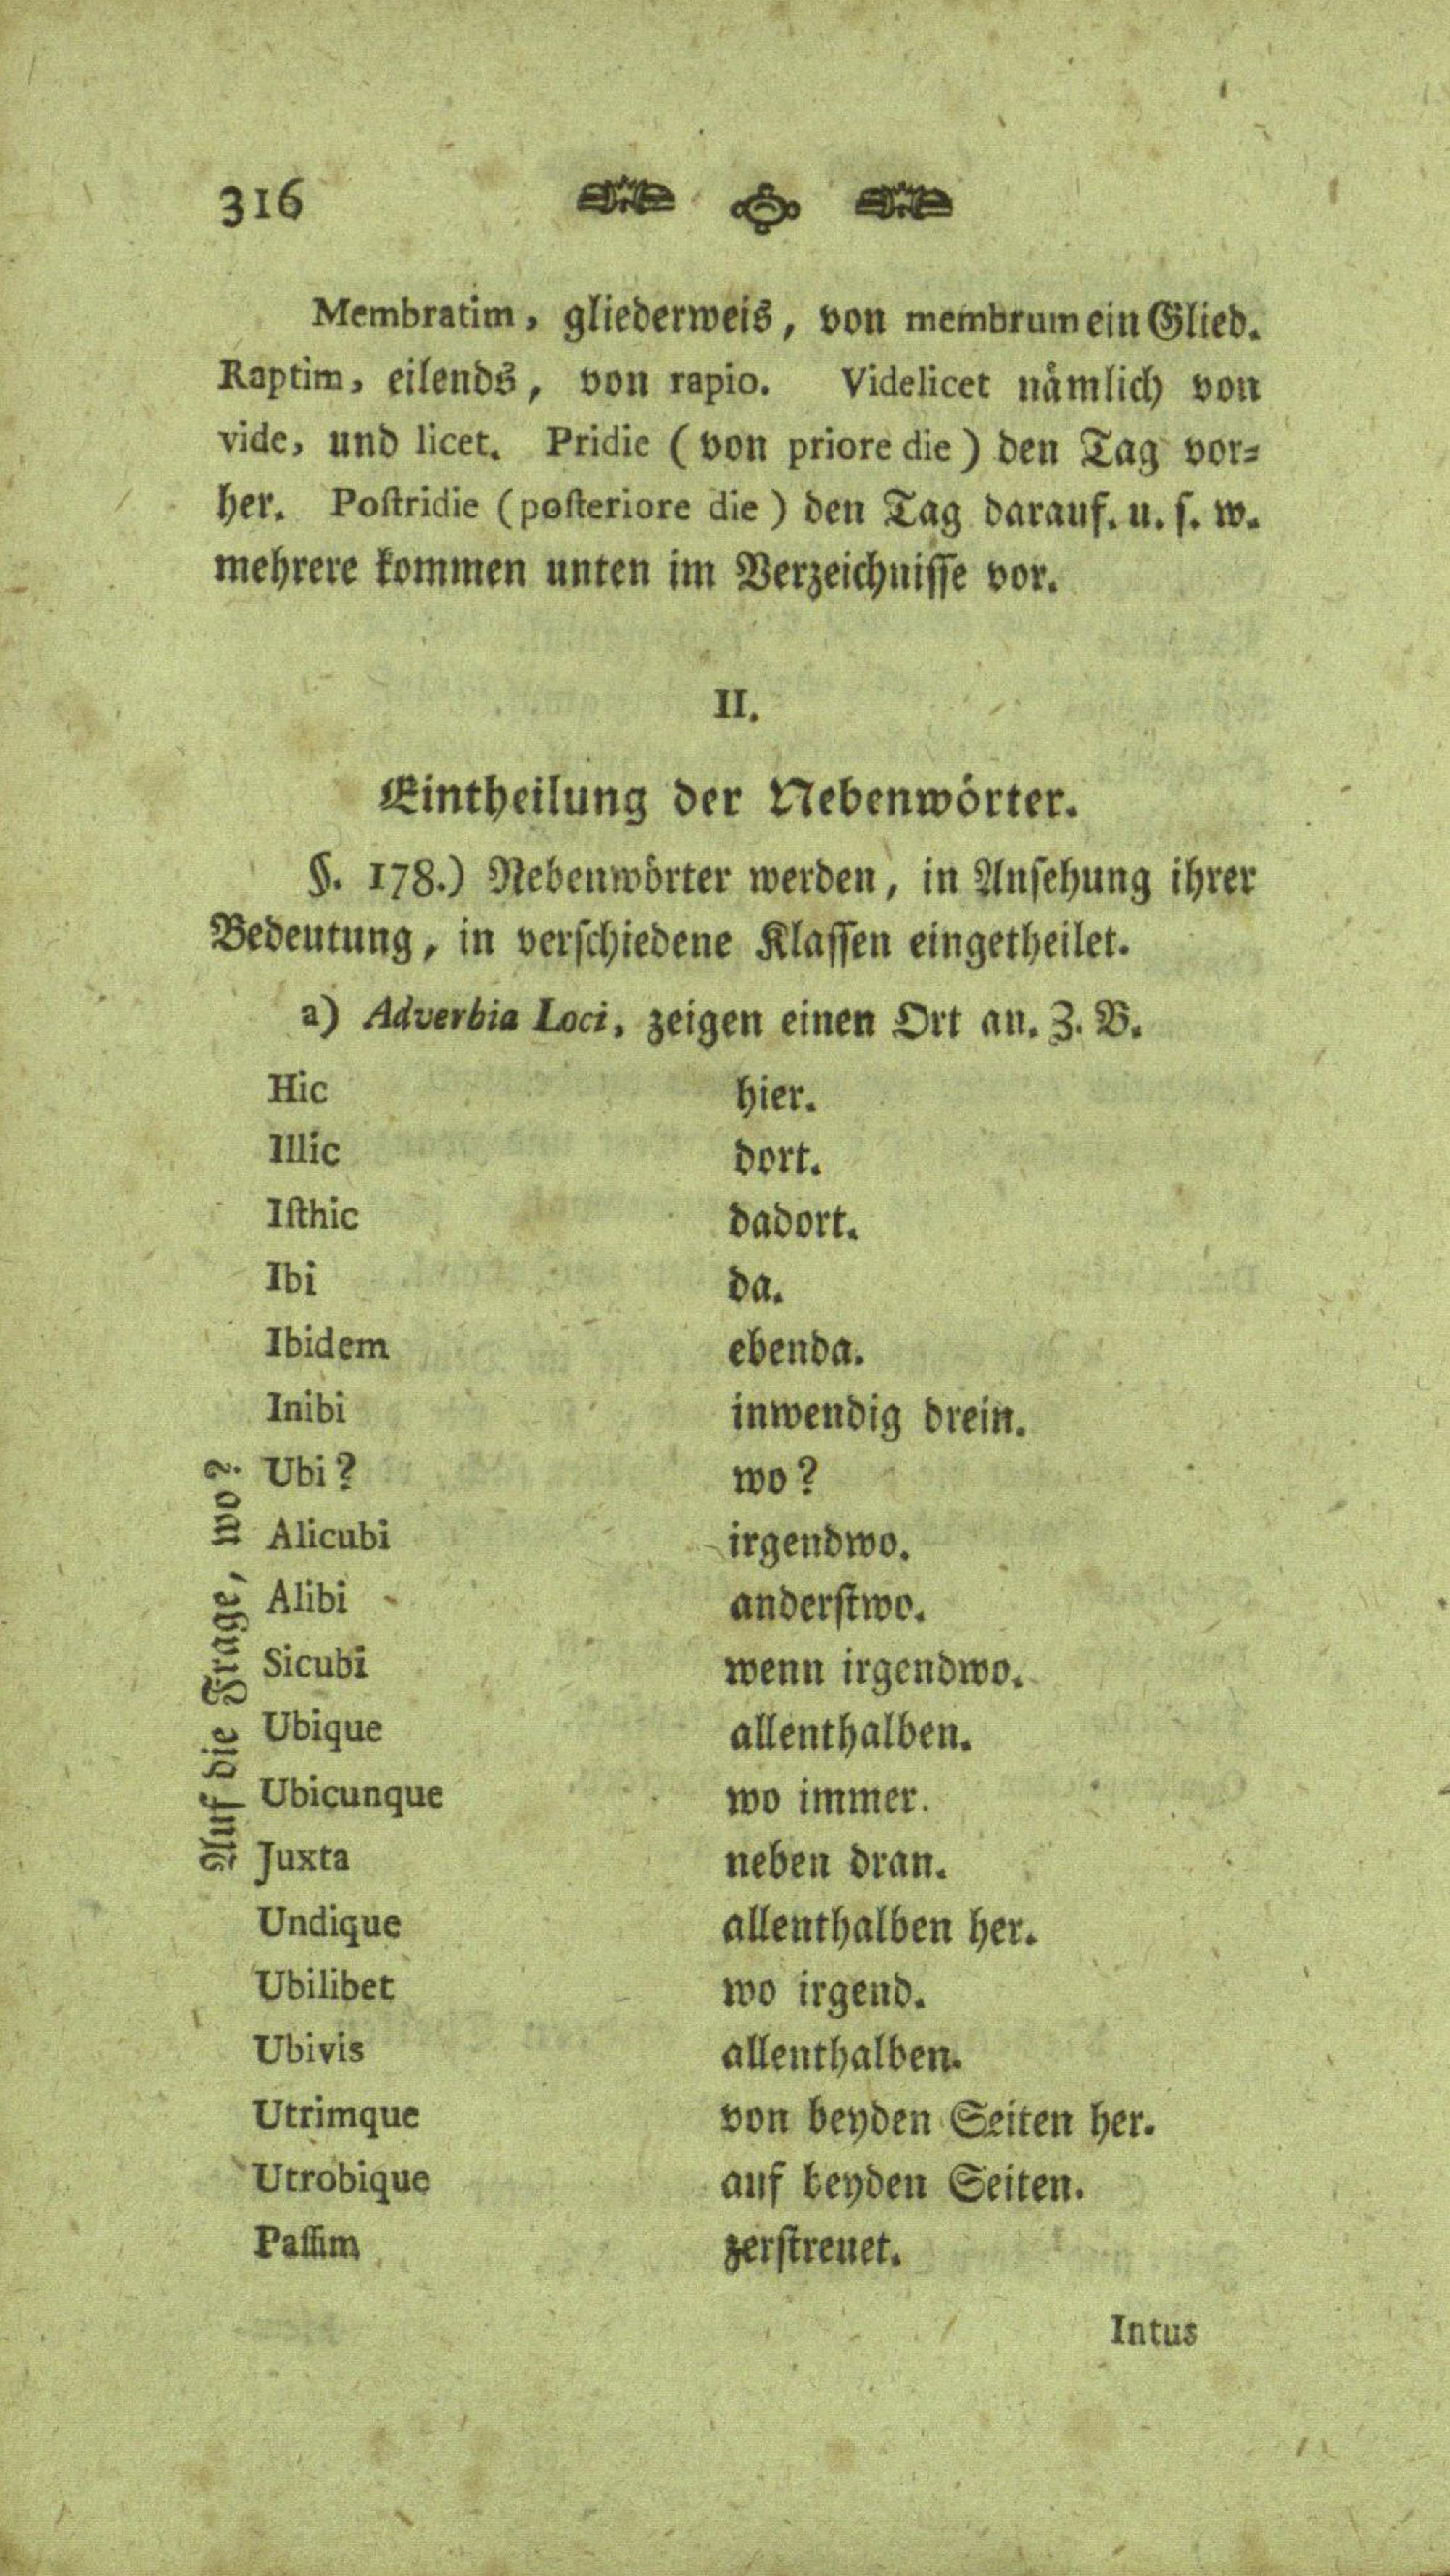 316
Membratim, gliederweis, von membrum ein Glied.
Raptim, eilends, von rapio. Videlicet nämlich von
vide, und licet. Pridie (von priore die) den Tag vor-
her. Poſtridie (poſteriore die) den Tag darauf. u. ſ. w.
mehrere kommen unten im Verzeichniſſe vor.
II.
Eintheilung der Nebenwörter.
§. 178.) Nebenwörter werden, in Anſehung ihrer
Bedeutung, in verſchiedene Klaſſen eingetheilet.
a) Adverbia Loci, zeigen einen Ort an. Z. B.
Auf die Frage, wo?
Hic hier.
Illic dort.
Iſthic dadort.
Ibi da.
Ibidem ebenda.
Inibi inwendig drein.
Ubi? wo?
Alicubi irgendwo.
Alibi anderſtwo.
Sicubi wenn irgendwo.
Ubique allenthalben.
Ubicunque wo immer.
Juxta neben dran.
Undique allenthalben her.
Ubilibet wo irgend.
Ubivis allenthalben.
Utrimque von beyden Seiten her.
Utrobique auf beyden Seiten.
Paſſim zerſtreuet.
Intus